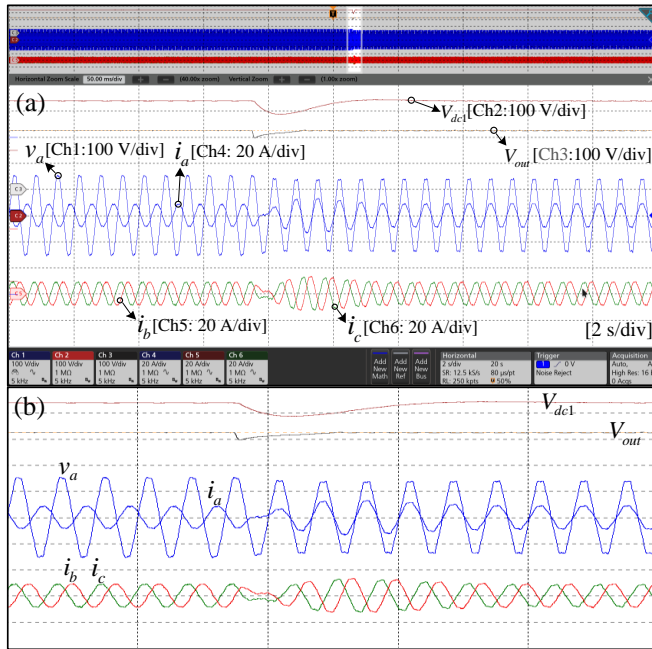 Horizontal Zoom Scale 50.00 ms/div (40.00x zoom) Vertical Zoom (1.00x zoom)
(a)
V_dc1 [Ch2:100 V/div]
v_a [Ch1:100 V/div] i_a [Ch4: 20 A/div]
V_out [Ch3:100 V/div]
C 3
C 2
i_b [Ch5: 20 A/div] i_c [Ch6: 20 A/div] [2 s/div]
Ch 1 Ch 2 Ch 3 Ch 4 Ch 5 Ch 6
100 V/div 100 V/div 100 V/div 20 A/div 20 A/div 20 A/div
1 MΩ 1 MΩ 1 MΩ 1 MΩ 1 MΩ
5 kHz 5 kHz 5 kHz 5 kHz 5 kHz 5 kHz
Add New Math
Add New Ref
Add New Bus
Horizontal
2 s/div 20 s
SR: 12.5 kS/s 80 µs/pt
RL: 250 kpts 50%
Trigger
1 0 V
Noise Reject
Acquisition
Auto,
High Res: 16
0 Acqs
(b)
V_dc1
V_out
v_a
i_a
i_b i_c